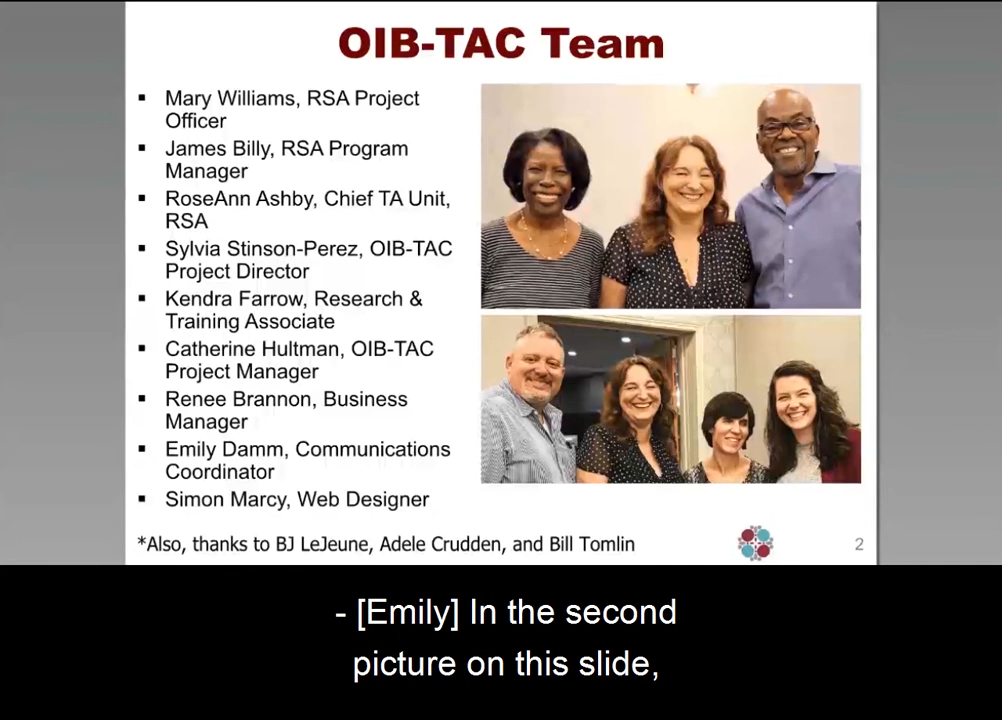 OIB-TAC Team
▪ Mary Williams, RSA Project
Officer
▪ James Billy, RSA Program
Manager
▪ RoseAnn Ashby, Chief TA Unit,
RSA
▪ Sylvia Stinson-Perez, OIB-TAC
Project Director
▪ Kendra Farrow, Research &
Training Associate
▪ Catherine Hultman, OIB-TAC
Project Manager
▪ Renee Brannon, Business
Manager
▪ Emily Damm, Communications
Coordinator
▪ Simon Marcy, Web Designer
*Also, thanks to BJ LeJeune, Adele Crudden, and Bill Tomlin
2
- [Emily] In the second
picture on this slide,